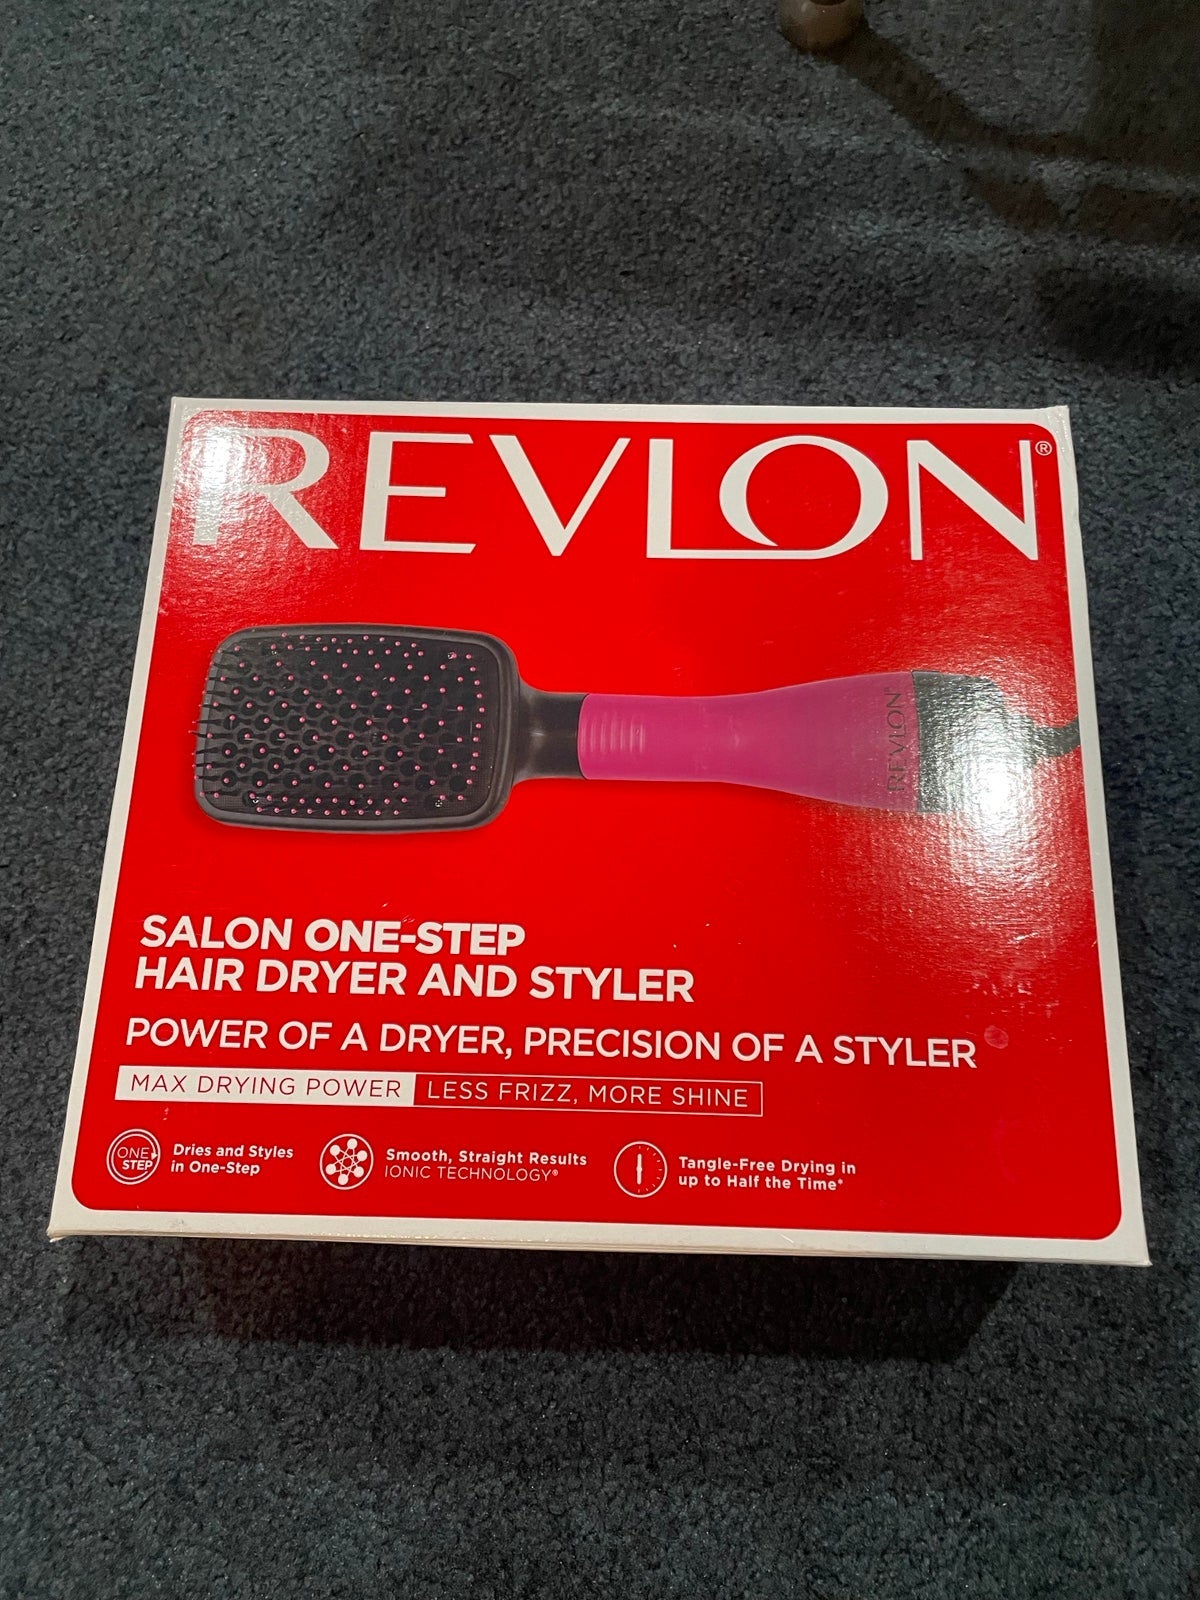 REVLON®
REVLON
SALON ONE-STEP
HAIR DRYER AND STYLER
POWER OF A DRYER, PRECISION OF A STYLER
MAX DRYING POWER LESS FRIZZ, MORE SHINE
ONE STEP
Dries and Styles
in One-Step
Smooth, Straight Results
IONIC TECHNOLOGY®
Tangle-Free Drying in
up to Half the Time*